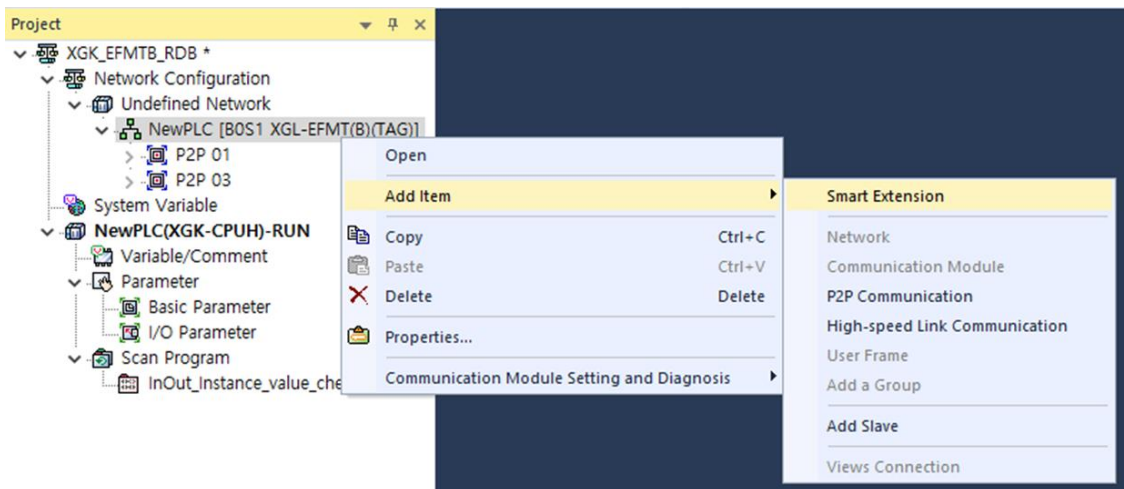 Project
XGK_EFMTB_RDB *
Network Configuration
Undefined Network
NewPLC [B0S1 XGL-EFMT(B)(TAG)]
P2P 01
P2P 03
System Variable
NewPLC(XGK-CPUH)-RUN
Variable/Comment
Parameter
Basic Parameter
I/O Parameter
Scan Program
InOut_Instance_value_che
Open
Add Item
Copy Ctrl+C
Paste Ctrl+V
Delete Delete
Properties...
Communication Module Setting and Diagnosis
Smart Extension
Network
Communication Module
P2P Communication
High-speed Link Communication
User Frame
Add a Group
Add Slave
Views Connection